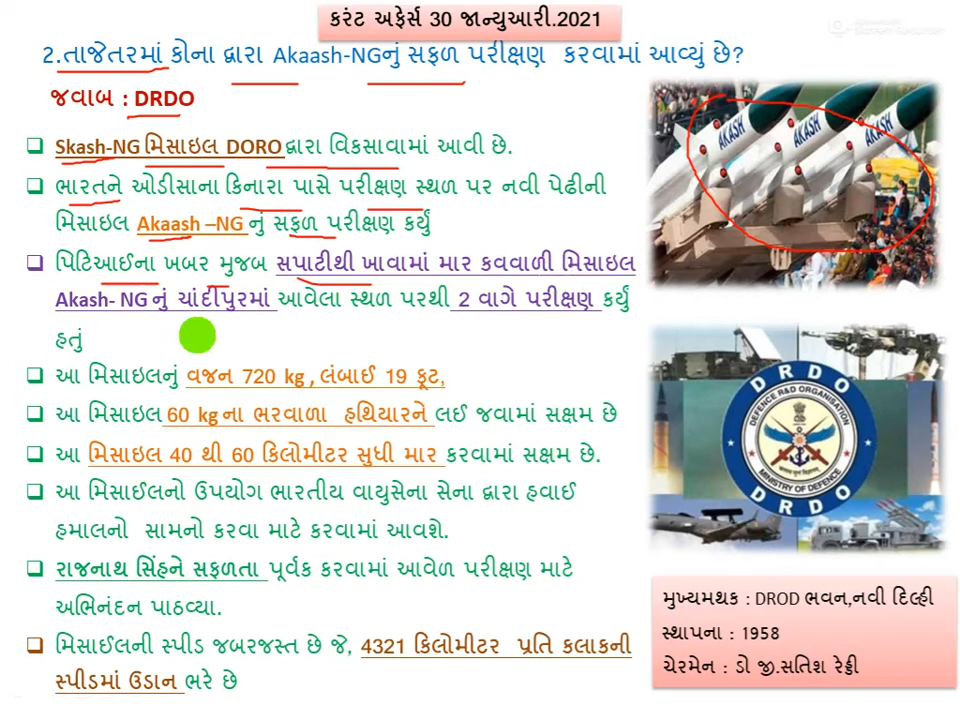 કરંટ અફેર્સ 30 જાન્યુઆરી.2021
2.તાજેતરમાં કોના દ્વારા Akaash-NGનું સફળ પરીક્ષણ કરવામાં આવ્યું છે?
જવાબ : DRDO
❑ Skash-NG મિસાઇલ DORO દ્વારા વિકસાવામાં આવી છે.
❑ ભારતને ઓડીસાના કિનારા પાસે પરીક્ષણ સ્થળ પર નવી પેઢીની
મિસાઇલ Akaash –NG નું સફળ પરીક્ષણ કર્યું
❑ પિટિઆઈના ખબર મુજબ સપાટીથી ખાવામાં માર કવવાળી મિસાઇલ
Akash- NG નું ચાંદીપુરમાં આવેલા સ્થળ પરથી 2 વાગે પરીક્ષણ કર્યું
હતું
❑ આ મિસાઇલનું વજન 720 kg , લંબાઈ 19 ફૂટ,
❑ આ મિસાઇલ 60 kg ના ભરવાળા હથિયારને લઈ જવામાં સક્ષમ છે
❑ આ મિસાઇલ 40 થી 60 કિલોમીટર સુધી માર કરવામાં સક્ષમ છે.
❑ આ મિસાઈલનો ઉપયોગ ભારતીય વાયુસેના સેના દ્વારા હવાઈ
હમાલનો સામનો કરવા માટે કરવામાં આવશે.
❑ રાજનાથ સિંહને સફળતા પૂર્વક કરવામાં આવેળ પરીક્ષણ માટે
અભિનંદન પાઠવ્યા.
❑ મિસાઈલની સ્પીડ જબરજસ્ત છે જે, 4321 કિલોમીટર પ્રતિ કલાકની
સ્પીડમાં ઉડાન ભરે છે
AKASH
AKASH
AKASH
DRDO
DEFENCE R&D ORGANISATION
MINISTRY OF DEFENCE
DRDO
મુખ્યમથક : DROD ભવન,નવી દિલ્હી
સ્થાપના : 1958
ચેરમેન : ડો જી.સતિશ રેડ્ડી